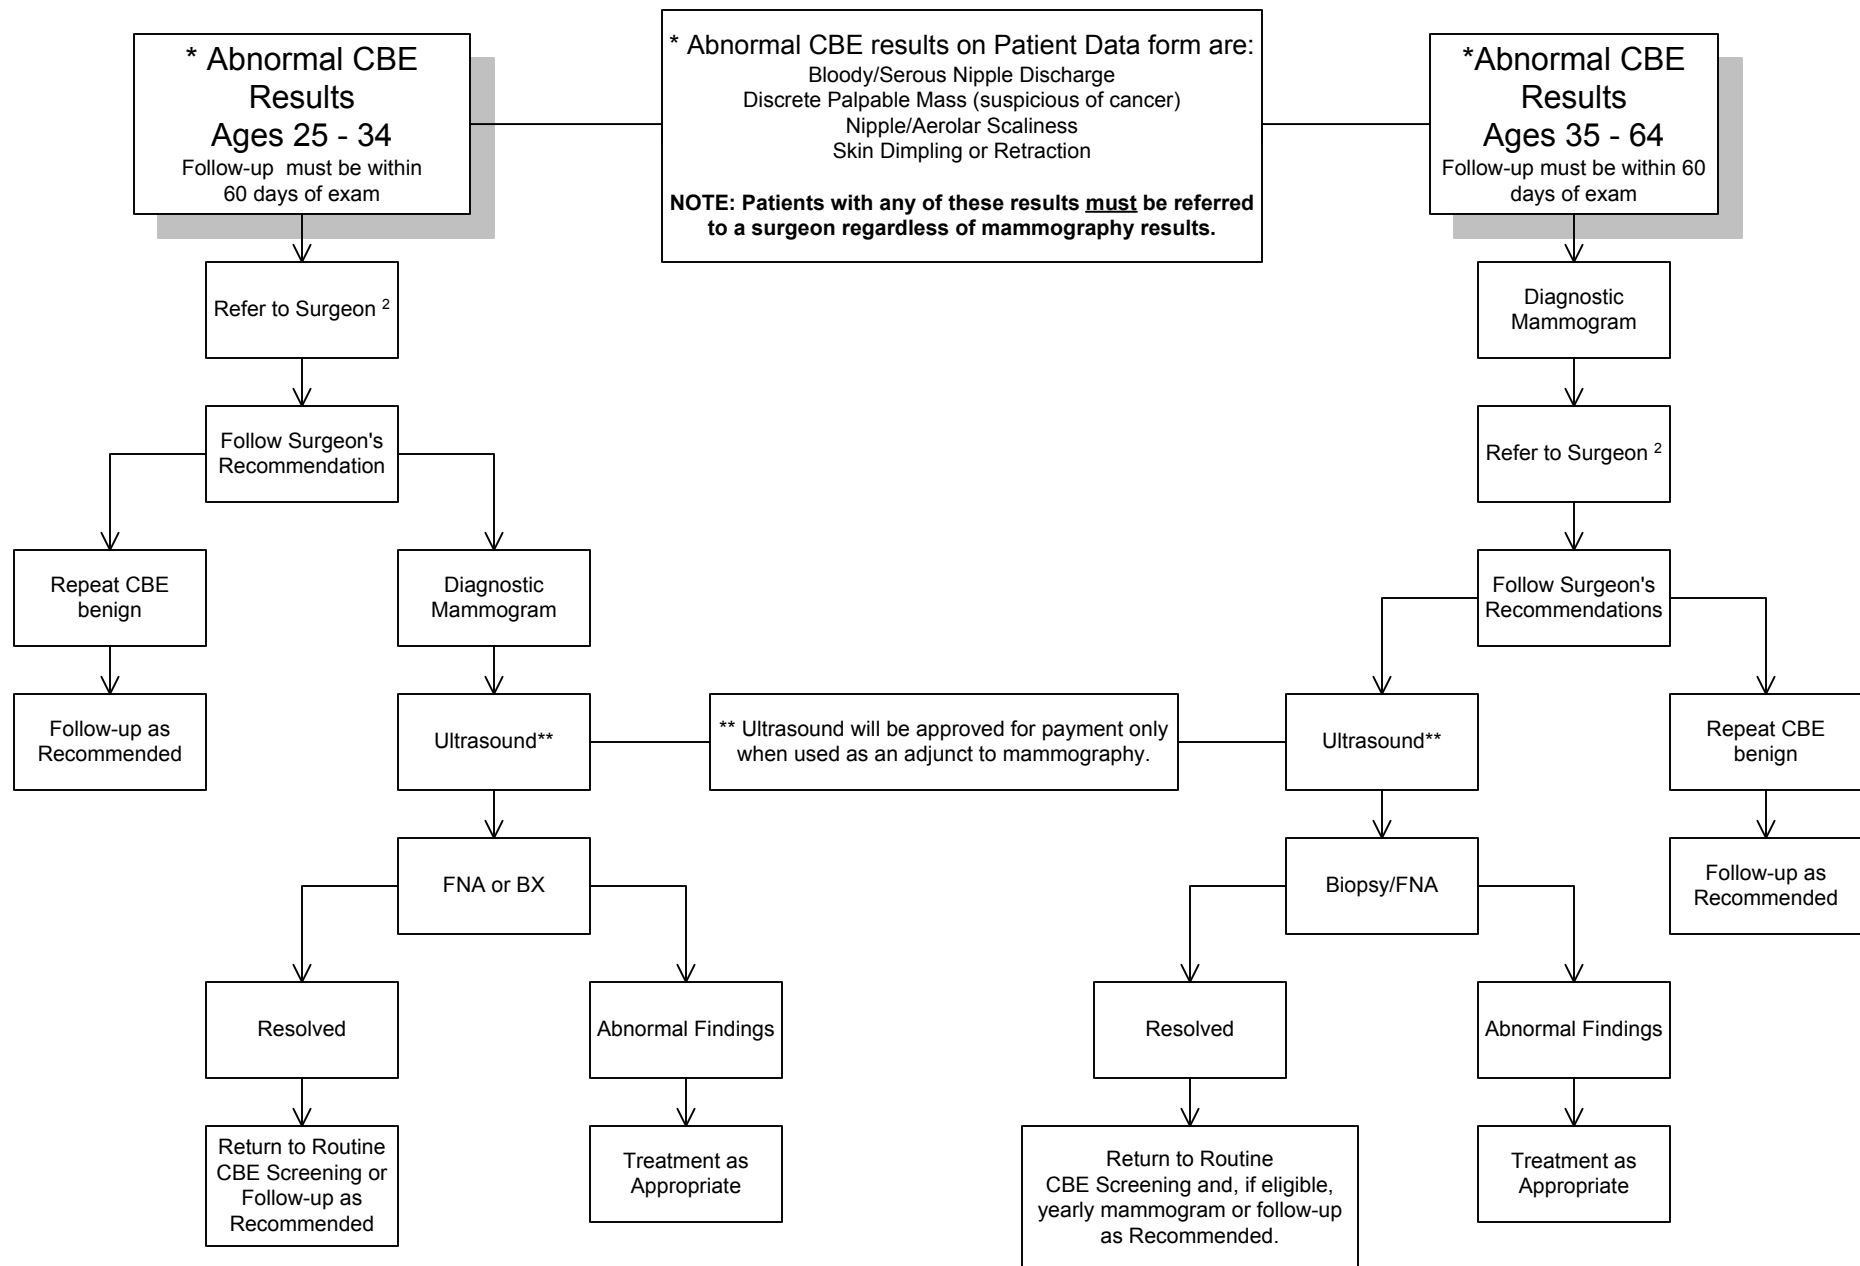 * Abnormal CBE
Results
Ages 25 - 34
Follow-up must be within
60 days of exam
* Abnormal CBE results on Patient Data form are:
Bloody/Serous Nipple Discharge
Discrete Palpable Mass (suspicious of cancer)
Nipple/Aerolar Scaliness
Skin Dimpling or Retraction
NOTE: Patients with any of these results must be referred
to a surgeon regardless of mammography results.
*Abnormal CBE
Results
Ages 35 - 64
Follow-up must be within 60
days of exam
Refer to Surgeon 2
Diagnostic
Mammogram
Follow Surgeon's
Recommendation
Refer to Surgeon 2
Repeat CBE
benign
Diagnostic
Mammogram
Follow Surgeon's
Recommendations
Follow-up as
Recommended
Ultrasound**
** Ultrasound will be approved for payment only
when used as an adjunct to mammography.
Ultrasound**
Repeat CBE
benign
FNA or BX
Biopsy/FNA
Follow-up as
Recommended
Resolved
Abnormal Findings
Resolved
Abnormal Findings
Return to Routine
CBE Screening or
Follow-up as
Recommended
Treatment as
Appropriate
Return to Routine
CBE Screening and, if eligible,
yearly mammogram or follow-up
as Recommended.
Treatment as
Appropriate